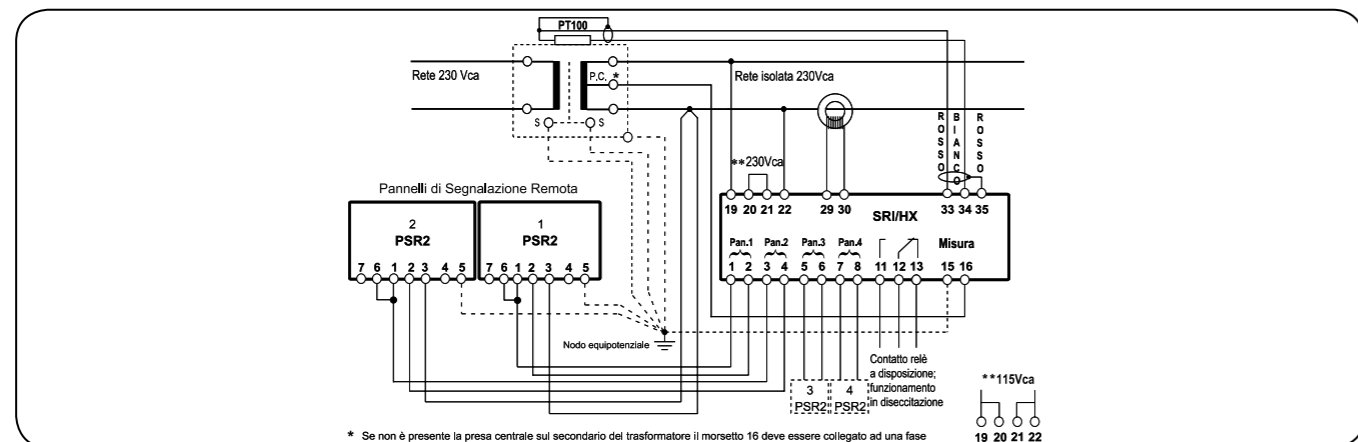 PT100
Rete 230 Vca
P.C. *
Rete isolata 230Vca
S
S
ROSSO
BIANCO
ROSSO
**230Vca
Pannelli di Segnalazione Remota
2
PSR2
7 6 1 2 3 4 5
1
PSR2
7 6 1 2 3 4 5
19 20 21 22 29 30 33 34 35
SRI/HX
Pan.1 Pan.2 Pan.3 Pan.4 Misura
1 2 3 4 5 6 7 8 11 12 13 15 16
Nodo equipotenziale
3
PSR2
4
PSR2
Contatto relè
a disposizione;
funzionamento
in diseccitazione
**115Vca
19 20 21 22
* Se non è presente la presa centrale sul secondario del trasformatore il morsetto 16 deve essere collegato ad una fase